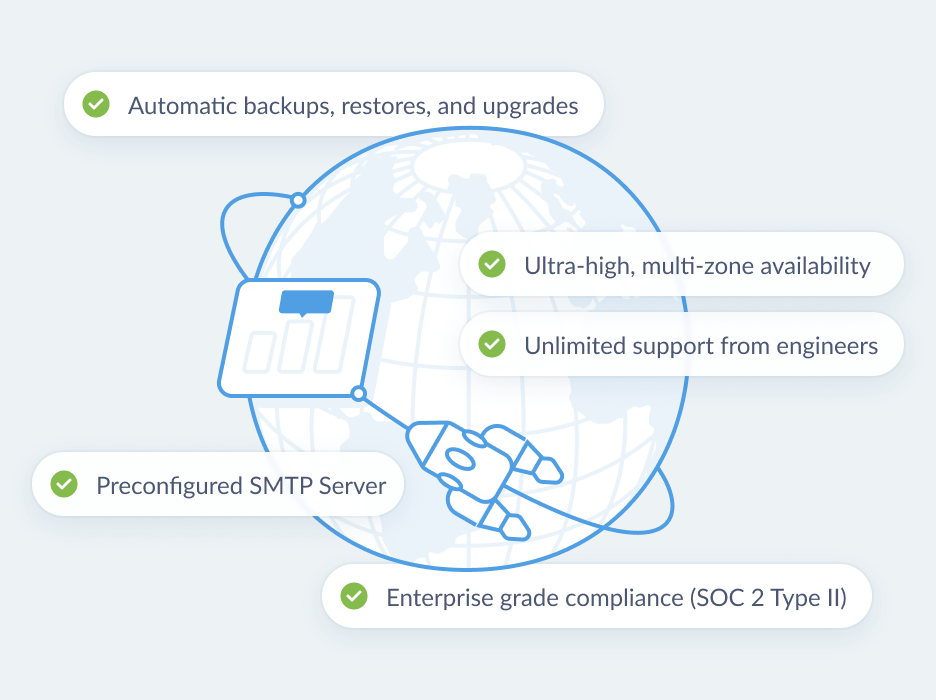 Automatic backups, restores, and upgrades
Ultra-high, multi-zone availability
Unlimited support from engineers
Preconfigured SMTP Server
Enterprise grade compliance (SOC 2 Type II)